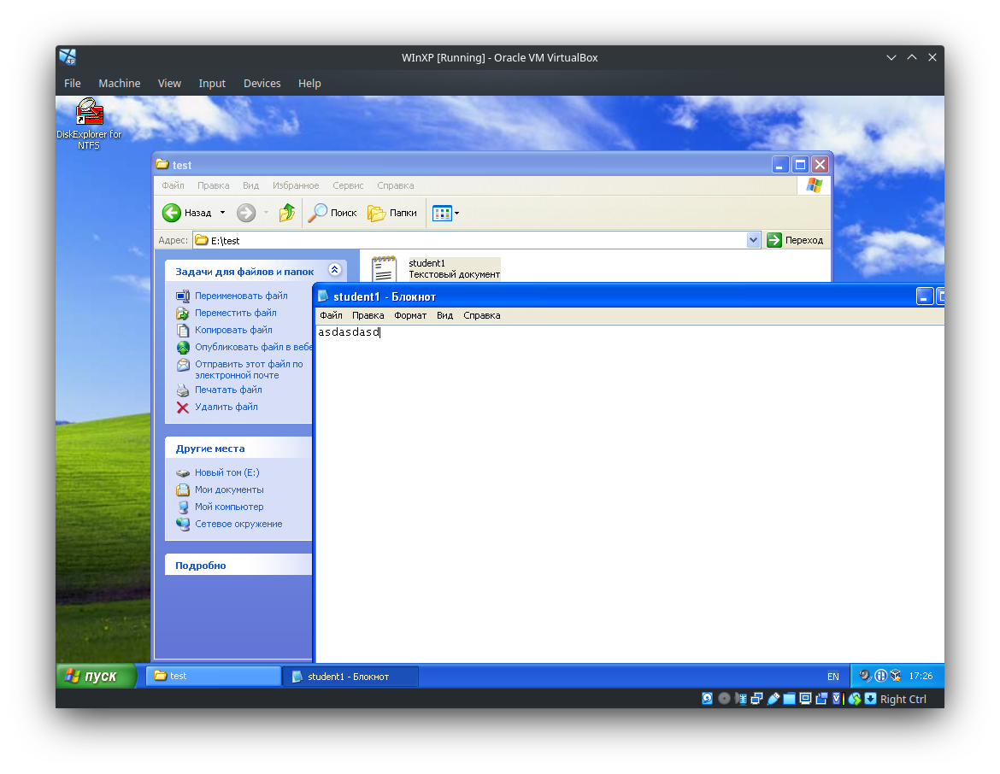 WInXP [Running] - Oracle VM VirtualBox
File Machine View Input Devices Help
DiskExplorer for
NTFS
test
Файл Правка Вид Избранное Сервис Справка
Назад Поиск Папки
Адрес: E:\test Переход
Задачи для файлов и папок
Переименовать файл
Переместить файл
Копировать файл
Опубликовать файл в вебе
Отправить этот файл по
электронной почте
Печатать файл
Удалить файл
Другие места
Новый том (E:)
Мои документы
Мой компьютер
Сетевое окружение
Подробно
student1
Текстовый документ
student1 - Блокнот
Файл Правка Формат Вид Справка
asdasdasd
пуск test student1 - Блокнот EN 17:26
Right Ctrl